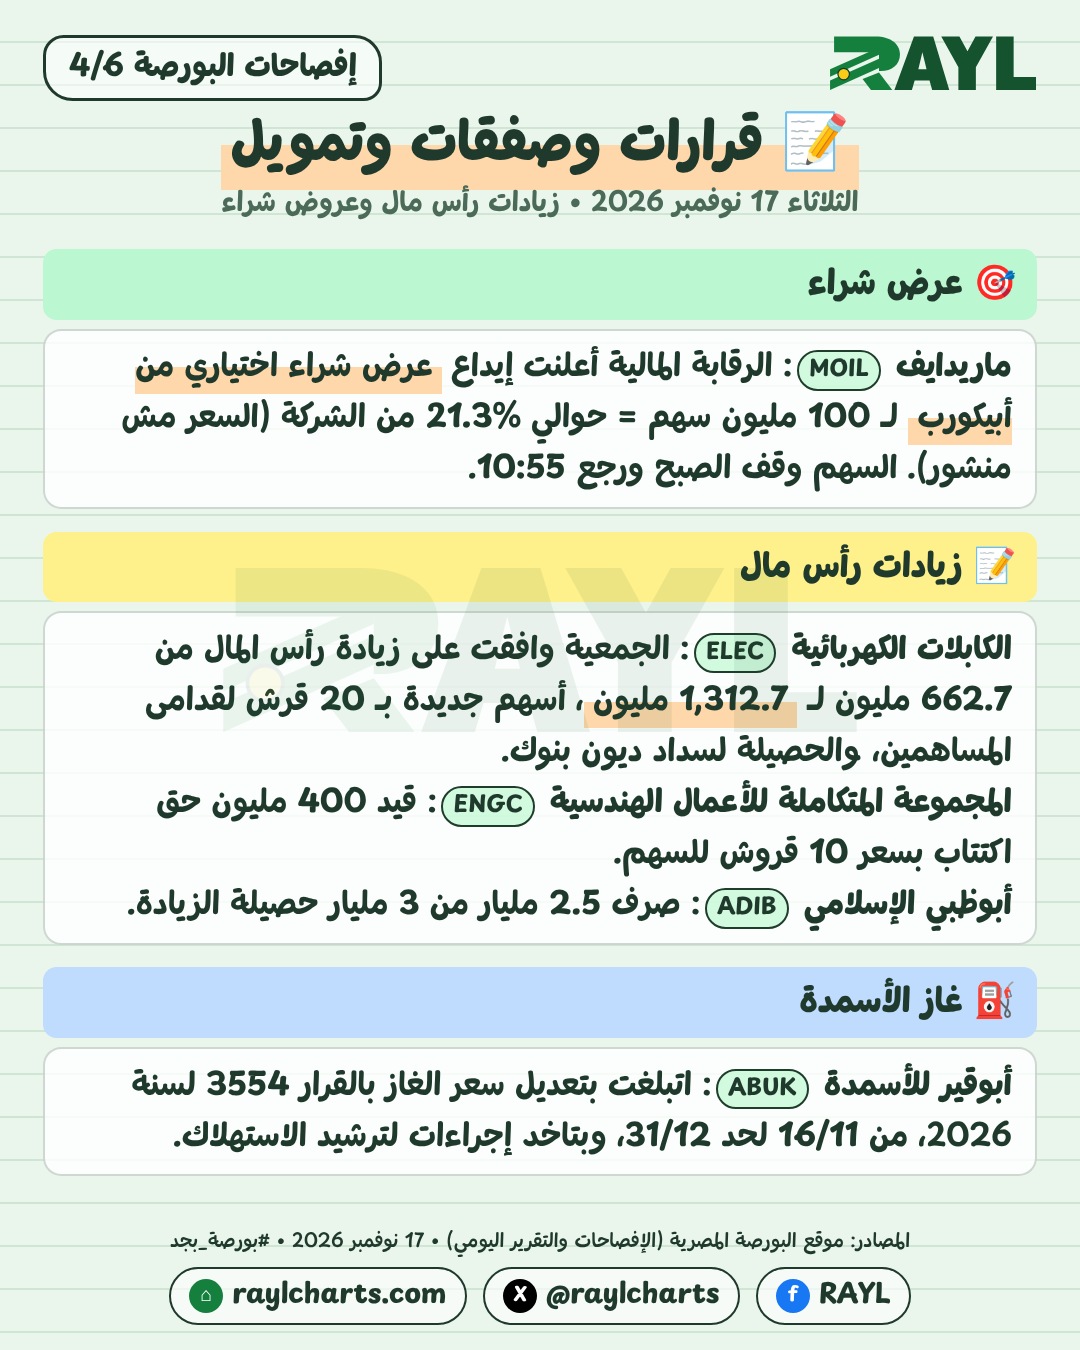 RAYL
إفصاحات البورصة 4/6
📝 قرارات وصفقات وتمويل
الثلاثاء 17 نوفمبر 2026 • زيادات رأس مال وعروض شراء
🎯 عرض شراء
ماريدايف MOIL: الرقابة المالية أعلنت إيداع عرض شراء اختياري من
أبيكورب لـ 100 مليون سهم = حوالي 21.3% من الشركة (السعر مش
منشور). السهم وقف الصبح ورجع 10:55.
📝 زيادات رأس مال
الكابلات الكهربائية ELEC: الجمعية وافقت على زيادة رأس المال من
662.7 مليون لـ 1,312.7 مليون، أسهم جديدة بـ 20 قرش لقدامى
المساهمين، والحصيلة لسداد ديون بنوك.
المجموعة المتكاملة للأعمال الهندسية ENGC: قيد 400 مليون حق
اكتتاب بسعر 10 قروش للسهم.
أبوظبي الإسلامي ADIB: صرف 2.5 مليار من 3 مليار حصيلة الزيادة.
⛽ غاز الأسمدة
أبوقير للأسمدة ABUK: اتبلغت بتعديل سعر الغاز بالقرار 3554 لسنة
2026، من 16/11 لحد 31/12، وبتاخد إجراءات لترشيد الاستهلاك.
المصادر: موقع البورصة المصرية (الإفصاحات والتقرير اليومي) • 17 نوفمبر 2026 • #بورصة_بجد
RAYL
@raylcharts
raylcharts.com